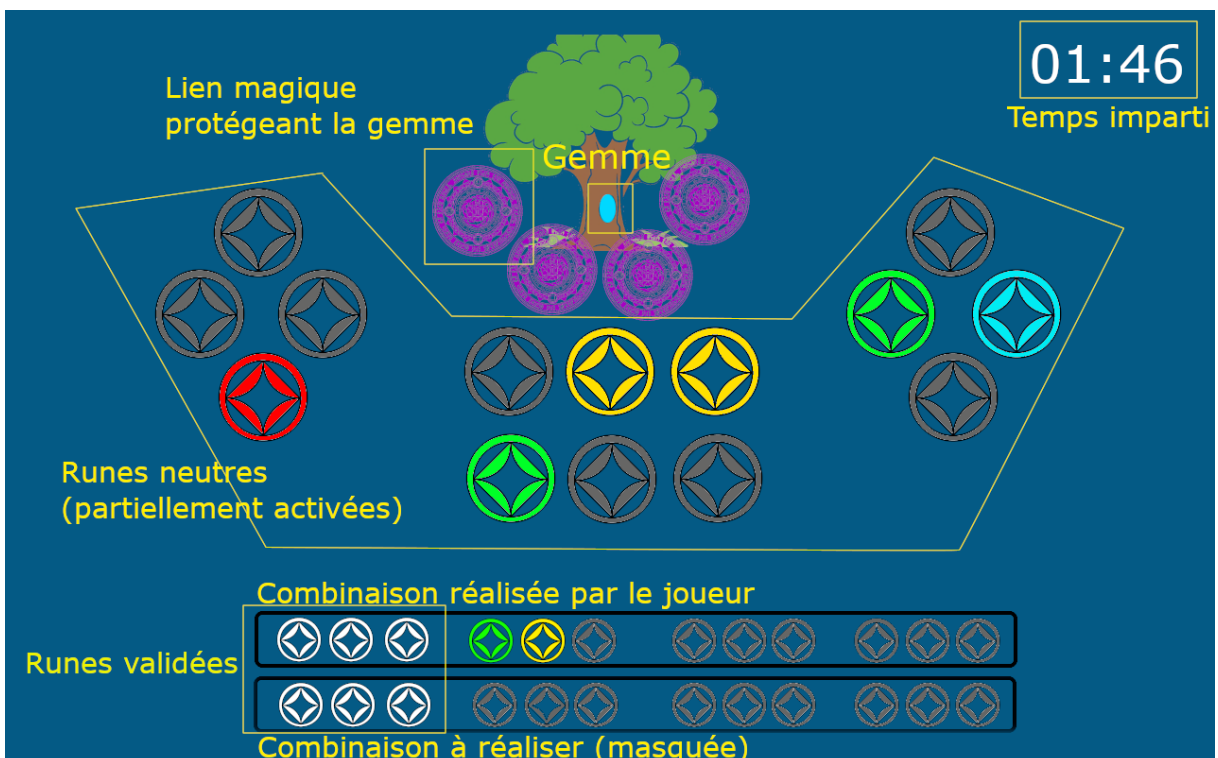 01:46
Temps imparti
Lien magique
protégeant la gemme
Gemme
Runes neutres
(partiellement activées)
Combinaison réalisée par le joueur
Runes validées
Combinaison à réaliser (masquée)